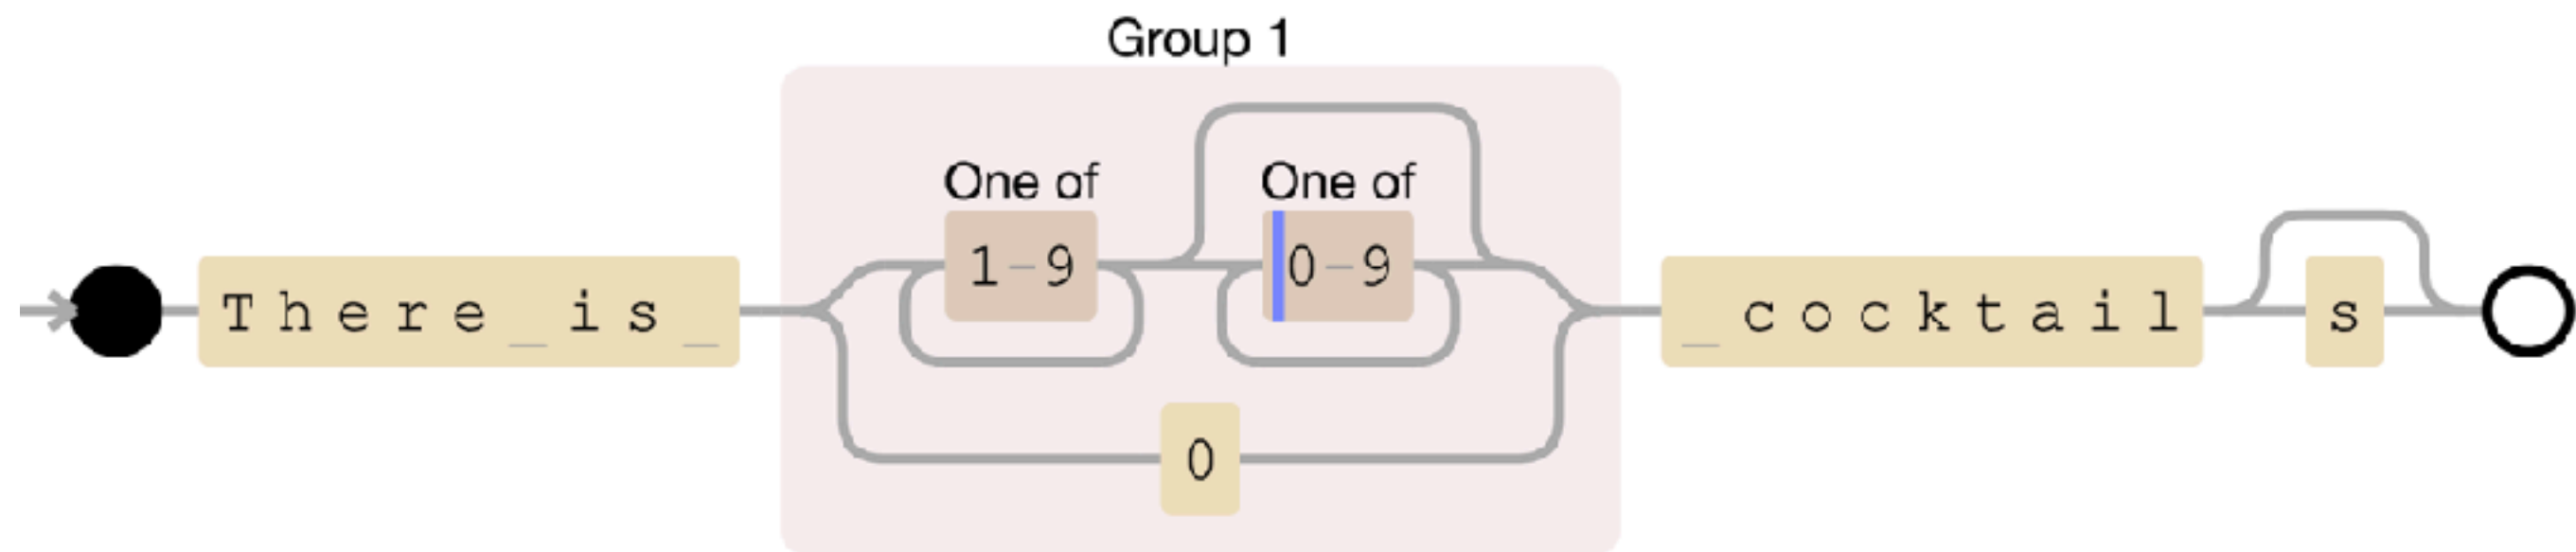 Group 1
One of
One of
1-9
0-9
There_is_
_cocktail
s
0